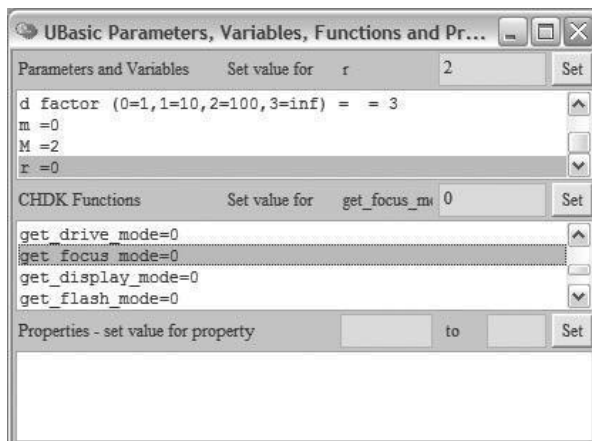 UBasic Parameters, Variables, Functions and Pr...
Parameters and Variables Set value for r 2 Set
d factor (0=1,1=10,2=100,3=inf) = = 3
m =0
M =2
r =0
CHDK Functions Set value for get_focus_m 0 Set
get_drive_mode=0
get_focus_mode=0
get_display_mode=0
get_flash_mode=0
Properties - set value for property to Set